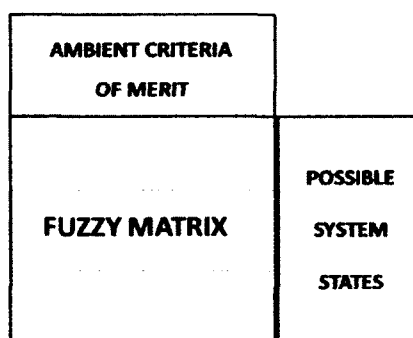 AMBIENT CRITERIA
OF MERIT
FUZZY MATRIX
POSSIBLE
SYSTEM
STATES